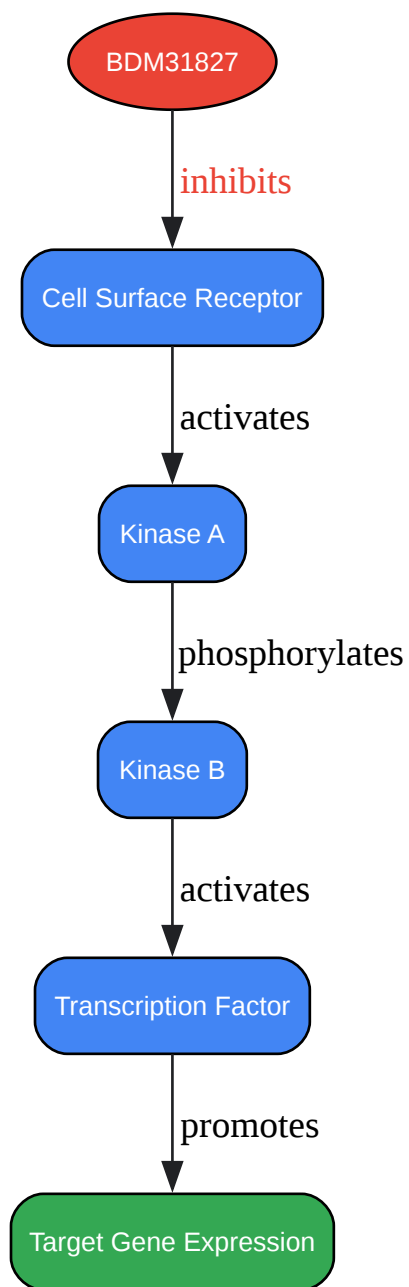 BDM31827
inhibits
Cell Surface Receptor
activates
Kinase A
phosphorylates
Kinase B
activates
Transcription Factor
promotes
Target Gene Expression